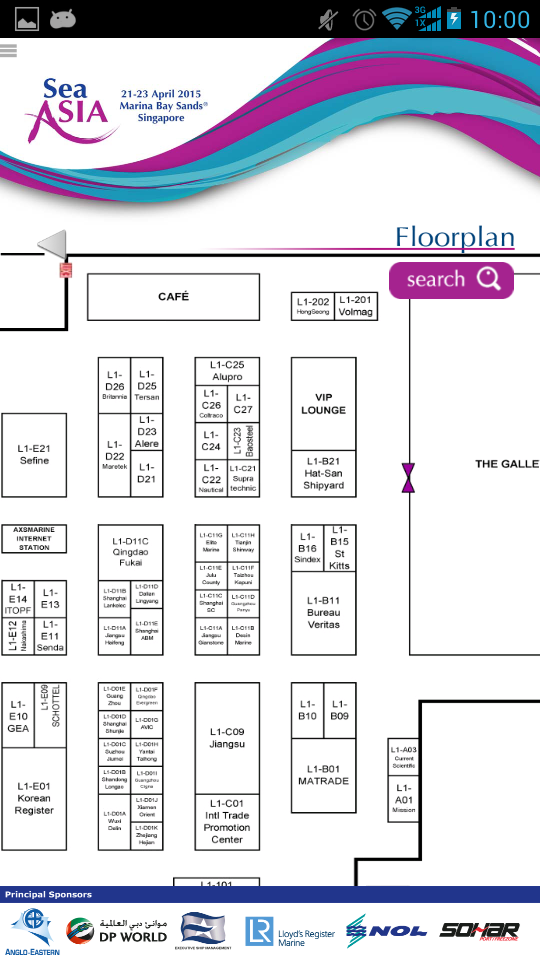 3G
1X
10:00
Sea
ASIA
21-23 April 2015
Marina Bay Sands®
Singapore
Floorplan
search
CAFÉ
L1-202
HongSeong
L1-201
Volmag
L1-
D26
Britannia
L1-
D25
Tersan
L1-
D22
Maretek
L1-
D23
Alere
L1-
D21
L1-C25
Alupro
L1-
C26
Coltraco
L1-
C27
L1-
C24
L1-C23
Baosteel
L1-
C22
Nautical
L1-C21
Supra
technic
VIP
LOUNGE
L1-B21
Hat-San
Shipyard
L1-E21
Sefine
THE GALLE
AXSMARINE
INTERNET
STATION
L1-
E14
ITOPF
L1-
E13
L1-E12
Nakashima
L1-
E11
Senda
L1-D11C
Qingdao
Fukai
L1-D11B
Shanghai
Lankelec
L1-D11D
Dalian
Lingyang
L1-D11A
Jiangsu
Haifeng
L1-D11E
Shanghai
ABM
L1-C11G
Elite
Marine
L1-C11H
Tianjin
Shinway
L1-C11E
Julu
County
L1-C11F
Taizhou
Kepuni
L1-C11C
Shanghai
SC
L1-C11D
Guangzhou
Panyu
L1-C11A
Jiangsu
Gianstone
L1-C11B
Desin
Marine
L1-
B16
Sindex
L1-
B15
St
Kitts
L1-B11
Bureau
Veritas
L1-
E10
GEA
L1-E09
SCHOTTEL
L1-E01
Korean
Register
L1-D01E
Guang
Zhou
L1-D01F
Qingdao
Evergreen
L1-D01D
Shanghai
Shunjie
L1-D01G
AVIC
L1-D01C
Suzhou
Jiumei
L1-D01H
Yantai
Taihong
L1-D01B
Shandong
Longao
L1-D01I
Guangzhou
L1-D01A
Wuxi
Delin
L1-D01J
Xiamen
Orient
L1-D01K
Zhejiang
Hejian
L1-C09
Jiangsu
L1-C01
Intl Trade
Promotion
Center
L1-
B10
L1-
B09
L1-B01
MATRADE
L1-A03
Current
Scientific
L1-
A01
Mission
L1-101
Principal Sponsors
ANGLO-EASTERN
موانئ دبي العالمية
DP WORLD
EXECUTIVE SHIP MANAGEMENT
LR
Lloyd's Register
Marine
NOL
SOHAR
PORT/FREEZONE